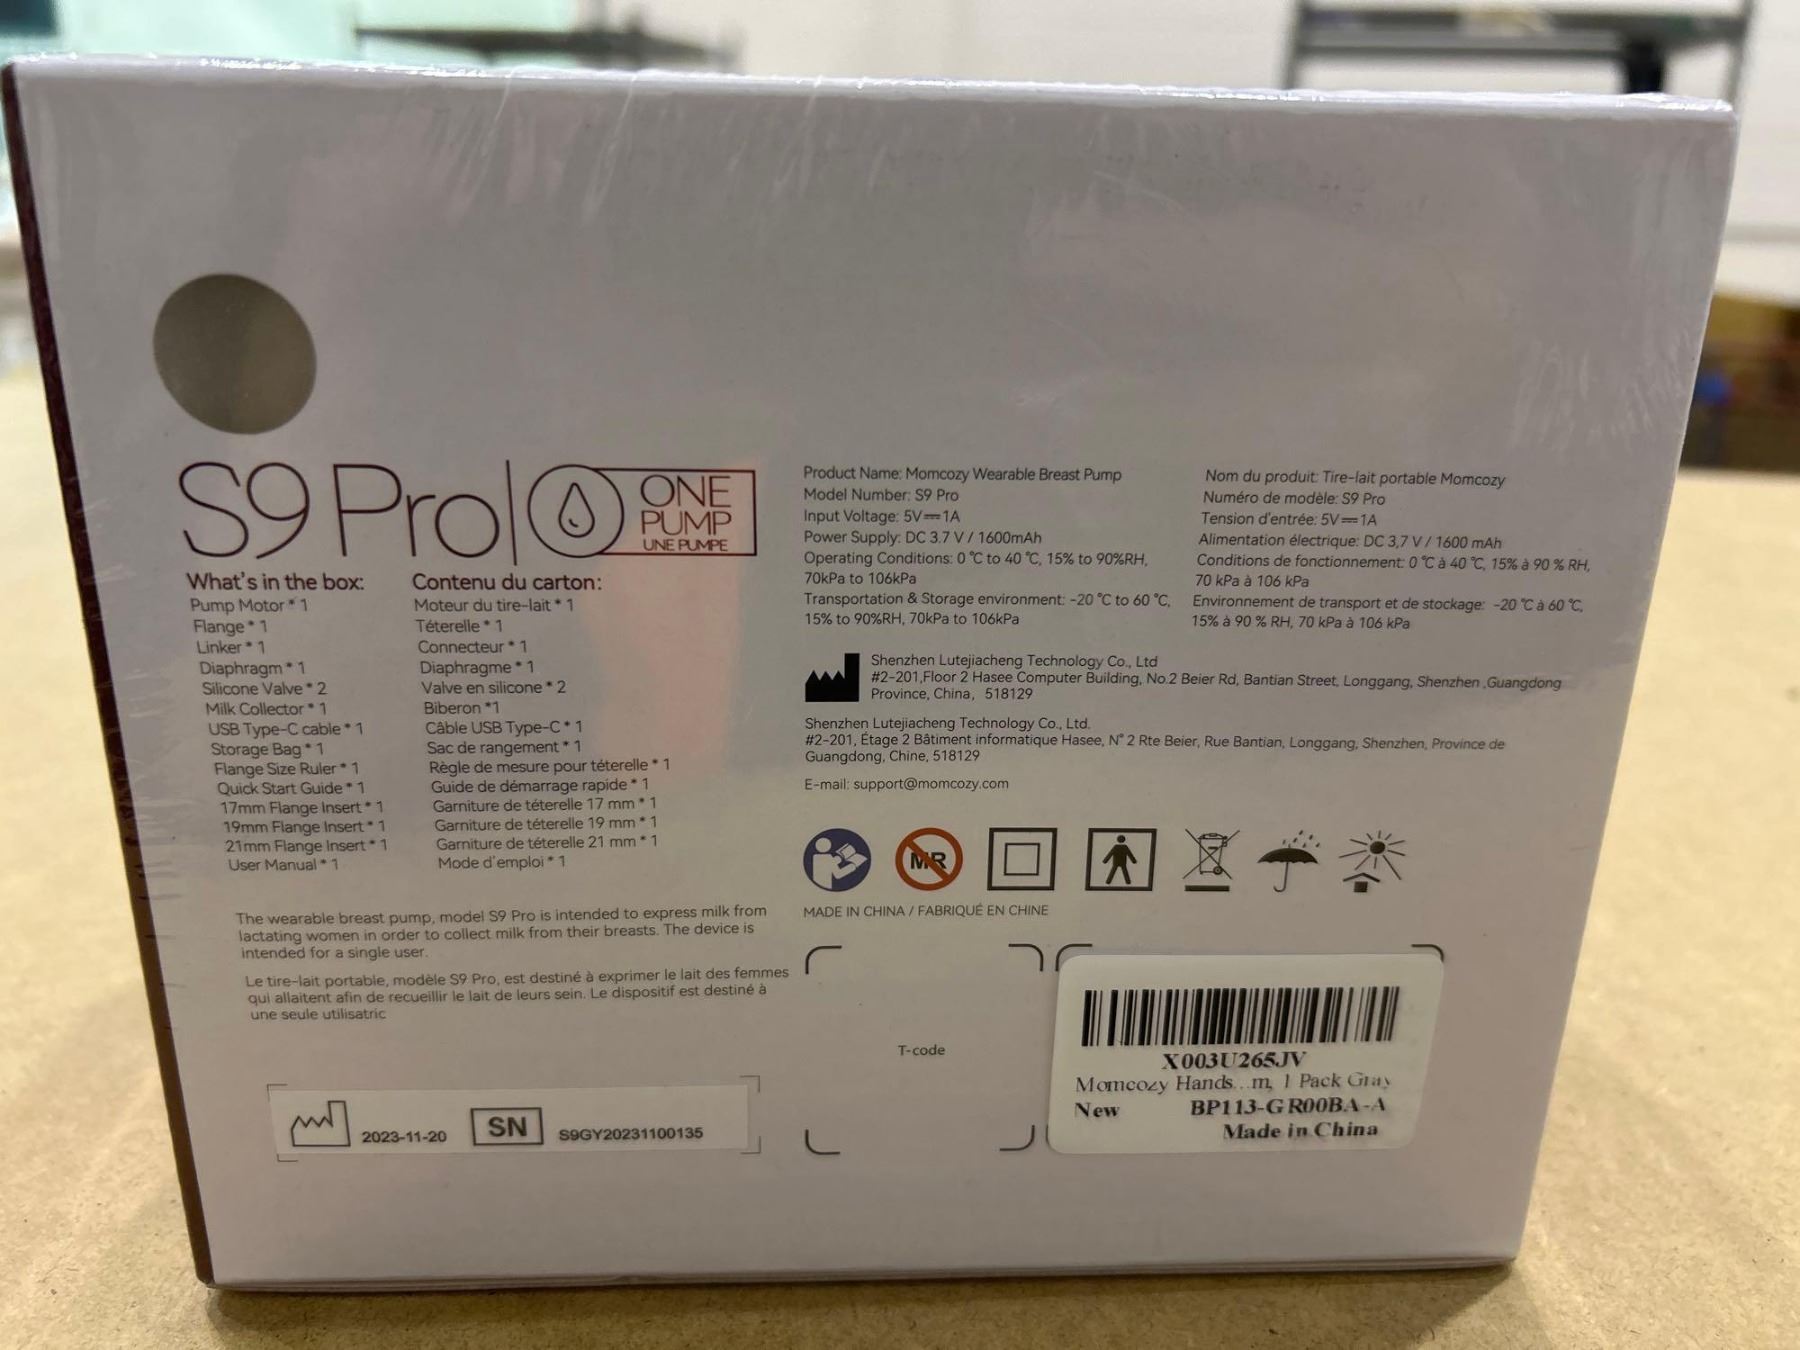 S9 Pro
ONE
PUMP
UNE PUMPE
What's in the box:
Pump Motor * 1
Flange * 1
Linker * 1
Diaphragm * 1
Silicone Valve * 2
Milk Collector * 1
USB Type-C cable * 1
Storage Bag * 1
Flange Size Ruler * 1
Quick Start Guide * 1
17mm Flange Insert * 1
19mm Flange Insert * 1
21mm Flange Insert * 1
User Manual * 1
Contenu du carton:
Moteur du tire-lait * 1
Téterelle * 1
Connecteur * 1
Diaphragme * 1
Valve en silicone * 2
Biberon *1
Câble USB Type-C * 1
Sac de rangement * 1
Règle de mesure pour téterelle * 1
Guide de démarrage rapide * 1
Garniture de téterelle 17 mm * 1
Garniture de téterelle 19 mm * 1
Garniture de téterelle 21 mm * 1
Mode d'emploi * 1
The wearable breast pump, model S9 Pro is intended to express milk from
lactating women in order to collect milk from their breasts. The device is
intended for a single user.
Le tire-lait portable, modèle S9 Pro, est destiné à exprimer le lait des femmes
qui allaitent afin de recueillir le lait de leurs sein. Le dispositif est destiné à
une seule utilisatric
2023-11-20
SN
S9GY20231100135
Product Name: Momcozy Wearable Breast Pump
Model Number: S9 Pro
Input Voltage: 5V⎓1A
Power Supply: DC 3.7 V / 1600mAh
Operating Conditions: 0 °C to 40 °C, 15% to 90%RH,
70kPa to 106kPa
Transportation & Storage environment: -20 °C to 60 °C,
15% to 90%RH, 70kPa to 106kPa
Nom du produit: Tire-lait portable Momcozy
Numéro de modèle: S9 Pro
Tension d'entrée: 5V⎓1A
Alimentation électrique: DC 3,7 V / 1600 mAh
Conditions de fonctionnement: 0 °C à 40 °C, 15% à 90 % RH,
70 kPa à 106 kPa
Environnement de transport et de stockage: -20 °C à 60 °C,
15% à 90 % RH, 70 kPa à 106 kPa
Shenzhen Lutejiacheng Technology Co., Ltd
#2-201,Floor 2 Hasee Computer Building, No.2 Beier Rd, Bantian Street, Longgang, Shenzhen ,Guangdong
Province, China, 518129
Shenzhen Lutejiacheng Technology Co., Ltd.
#2-201, Étage 2 Bâtiment informatique Hasee, N° 2 Rte Beier, Rue Bantian, Longgang, Shenzhen, Province de
Guangdong, Chine, 518129
E-mail: support@momcozy.com
MR
MADE IN CHINA / FABRIQUÉ EN CHINE
T-code
X003U265JV
Momcozy Hands...m, 1 Pack Gray
New
BP113-GR00BA-A
Made in China